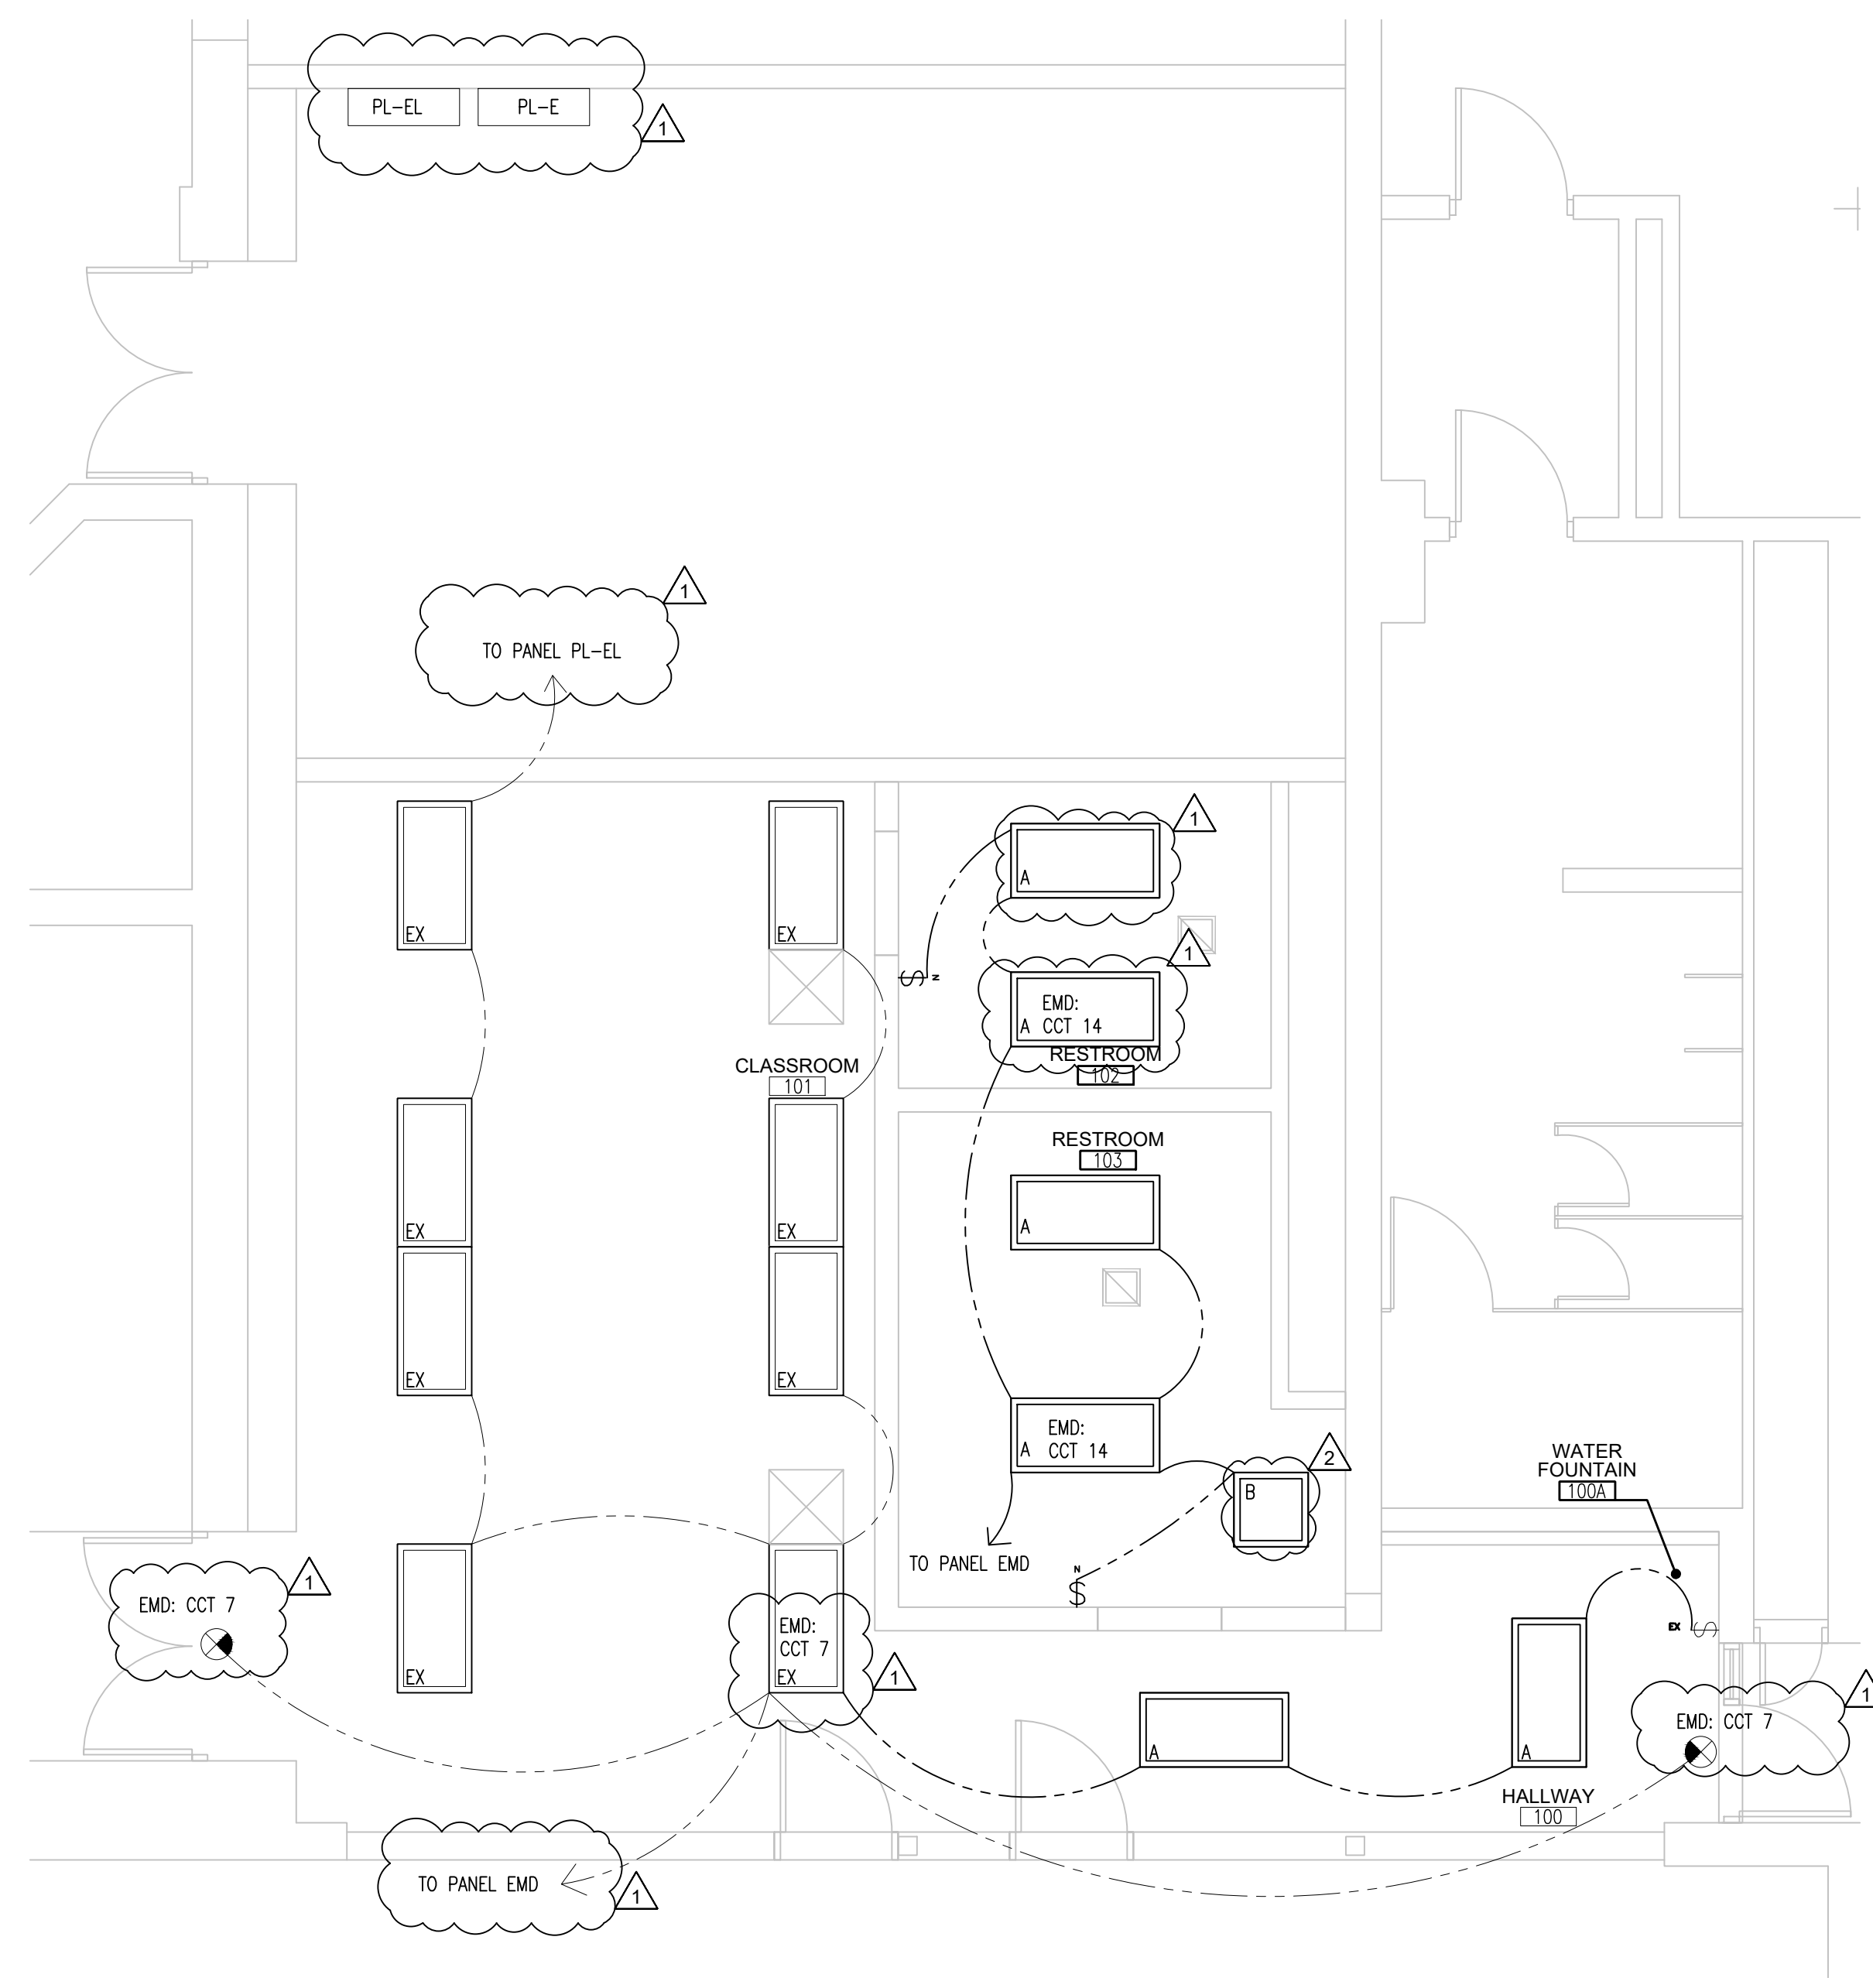 PL-EL
PL-E
1
1
TO PANEL PL-EL
1
A
EX
EX
1
EMD:
A CCT 14
RESTROOM
102
CLASSROOM
101
RESTROOM
103
A
EX
EX
EX
EX
EMD:
A CCT 14
2
B
WATER
FOUNTAIN
100A
TO PANEL EMD
N
N
1
EMD: CCT 7
EMD:
CCT 7
EX
EX
1
EX
A
A
1
EMD: CCT 7
HALLWAY
100
TO PANEL EMD
1